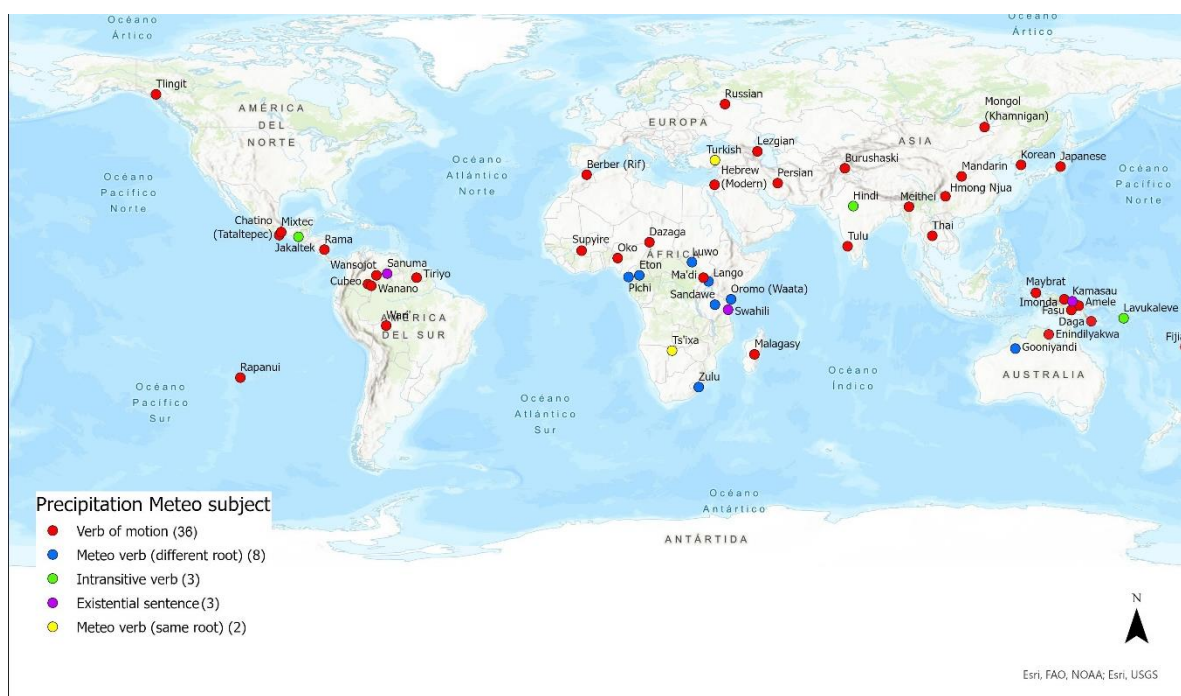 Océano
Ártico
Océano
Ártico
Tlingit
AMÉRICA
DEL
NORTE
Russian
EUROPA
Mongol
(Khamnigan)
ASIA
Lezgian
Turkish
Burushaski
Korean
Japanese
Berber (Rif)
Hebrew
(Modern)
Persian
Mandarin
Hmong Njua
Océano
Pacífico
Norte
Océano
Atlántico
Norte
Océano
Pacífico
Norte
Hindi
Meithei
Chatino
(Tataltepec)
Mixtec
Jakaltek
Rama
Dazaga
Supyire
Oko
ÁFRICA
Luwo
Tulu
Thai
Wansojot
Sanuma
Tiriyo
Cubeo
Wanano
Eton
Pichi
Ma'di
Lango
Oromo (Waata)
Sandawe
Swahili
Maybrat
Kamasau
Imonda
Amele
Fasu
Lavukaleve
Daga
Enindilyakwa
Wari'
AMÉRICA
DEL SUR
Ts'ixa
Malagasy
Gooniyandi
Fiji
Rapanui
Zulu
Océano
Índico
AUSTRALIA
Océano
Pacífico
Sur
Océano
Atlántico
Sur
Océano
Antártico
ANTÁRTIDA
Precipitation Meteo subject
Verb of motion (36)
Meteo verb (different root) (8)
Intransitive verb (3)
Existential sentence (3)
Meteo verb (same root) (2)
N
Esri, FAO, NOAA; Esri, USGS